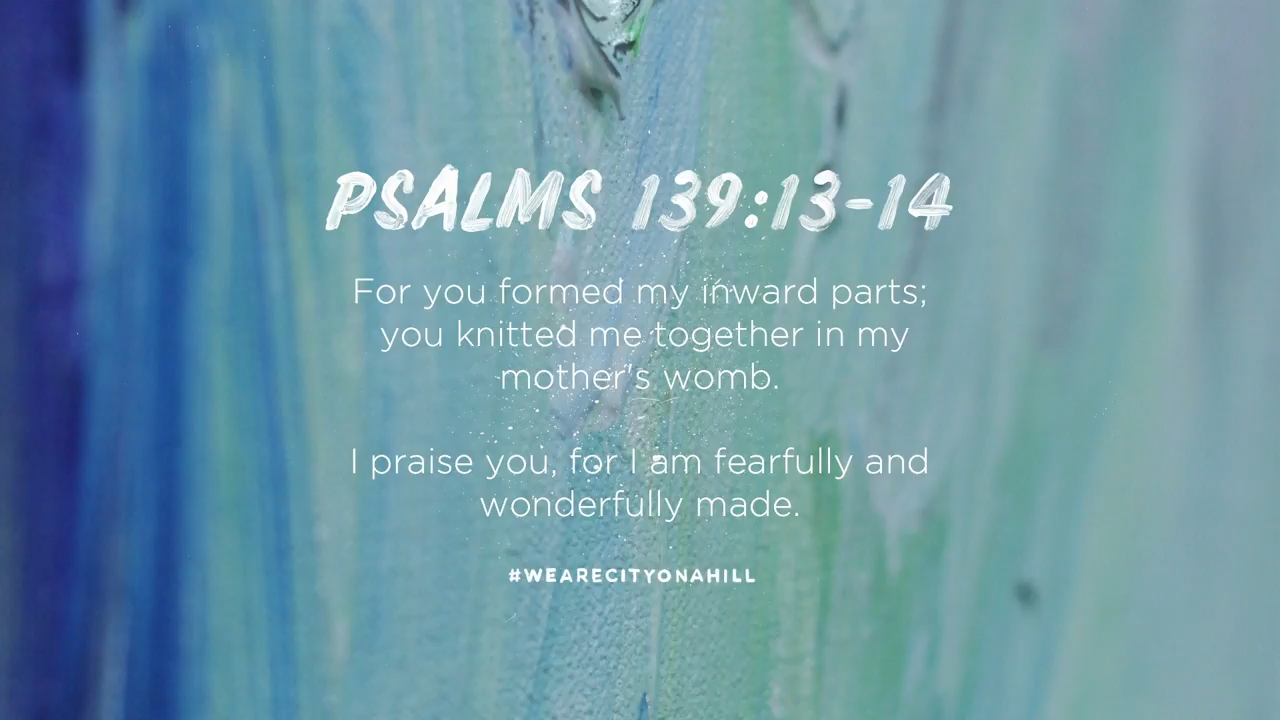 PSALMS 139:13-14
For you formed my inward parts;
you knitted me together in my
mother's womb.
I praise you, for I am fearfully and
wonderfully made.
#WEARECITYONAHILL